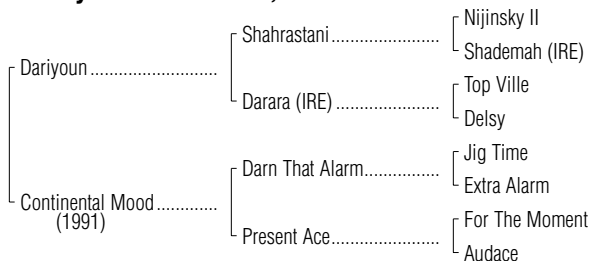 Nijinsky II
Shahrastani
Shademah (IRE)
Dariyoun
Top Ville
Darara (IRE)
Delsy
Jig Time
Darn That Alarm
Extra Alarm
Continental Mood
(1991)
For The Moment
Present Ace
Audace